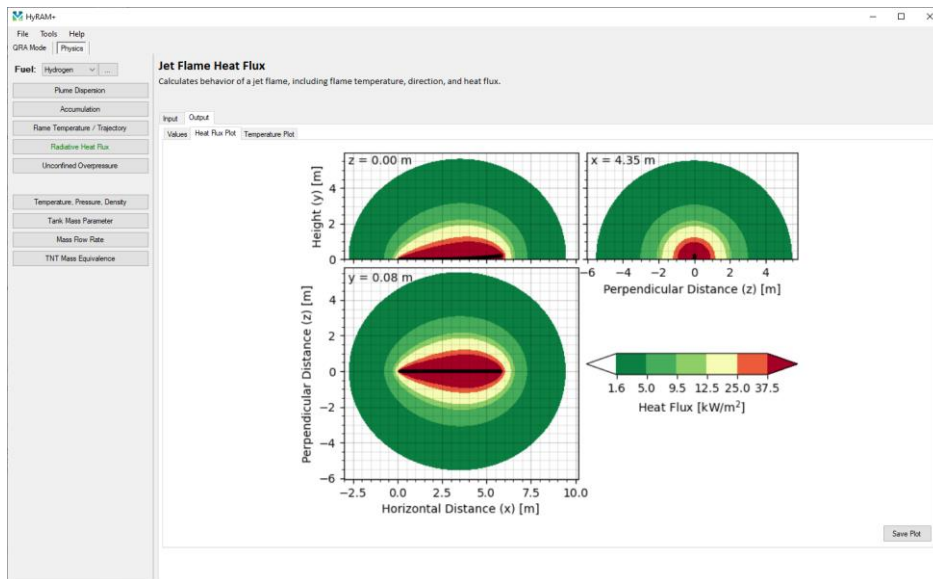 HyRAM+
File Tools Help
QRA Mode Physics
Fuel: Hydrogen ...
Plume Dispersion
Accumulation
Flame Temperature / Trajectory
Radiative Heat Flux
Unconfined Overpressure
Temperature, Pressure, Density
Tank Mass Parameter
Mass Flow Rate
TNT Mass Equivalence
Jet Flame Heat Flux
Calculates behavior of a jet flame, including flame temperature, direction, and heat flux.
Input Output
Values Heat Flux Plot Temperature Plot
z = 0.00 m
Height (y) [m]
4
2
0
x = 4.35 m
−6 −4 −2 0 2 4
Perpendicular Distance (z) [m]
y = 0.08 m
Perpendicular Distance (z) [m]
4
2
0
−2
−4
−6
−2.5 0.0 2.5 5.0 7.5 10.0
Horizontal Distance (x) [m]
1.6 5.0 9.5 12.5 25.0 37.5
Heat Flux [kW/m²]
Save Plot